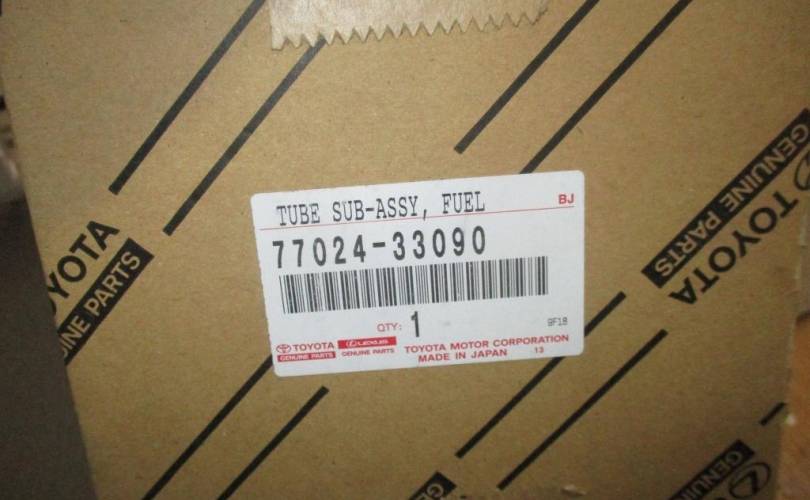 TUBE SUB-ASSY, FUEL
BJ
77024-33090
QTY: 1
9F18
TOYOTA
GENUINE PARTS
LEXUS
GENUINE PARTS
TOYOTA MOTOR CORPORATION
MADE IN JAPAN 13
TOYOTA
GENUINE PARTS
TOYOTA
GENUINE PARTS
GENUINE